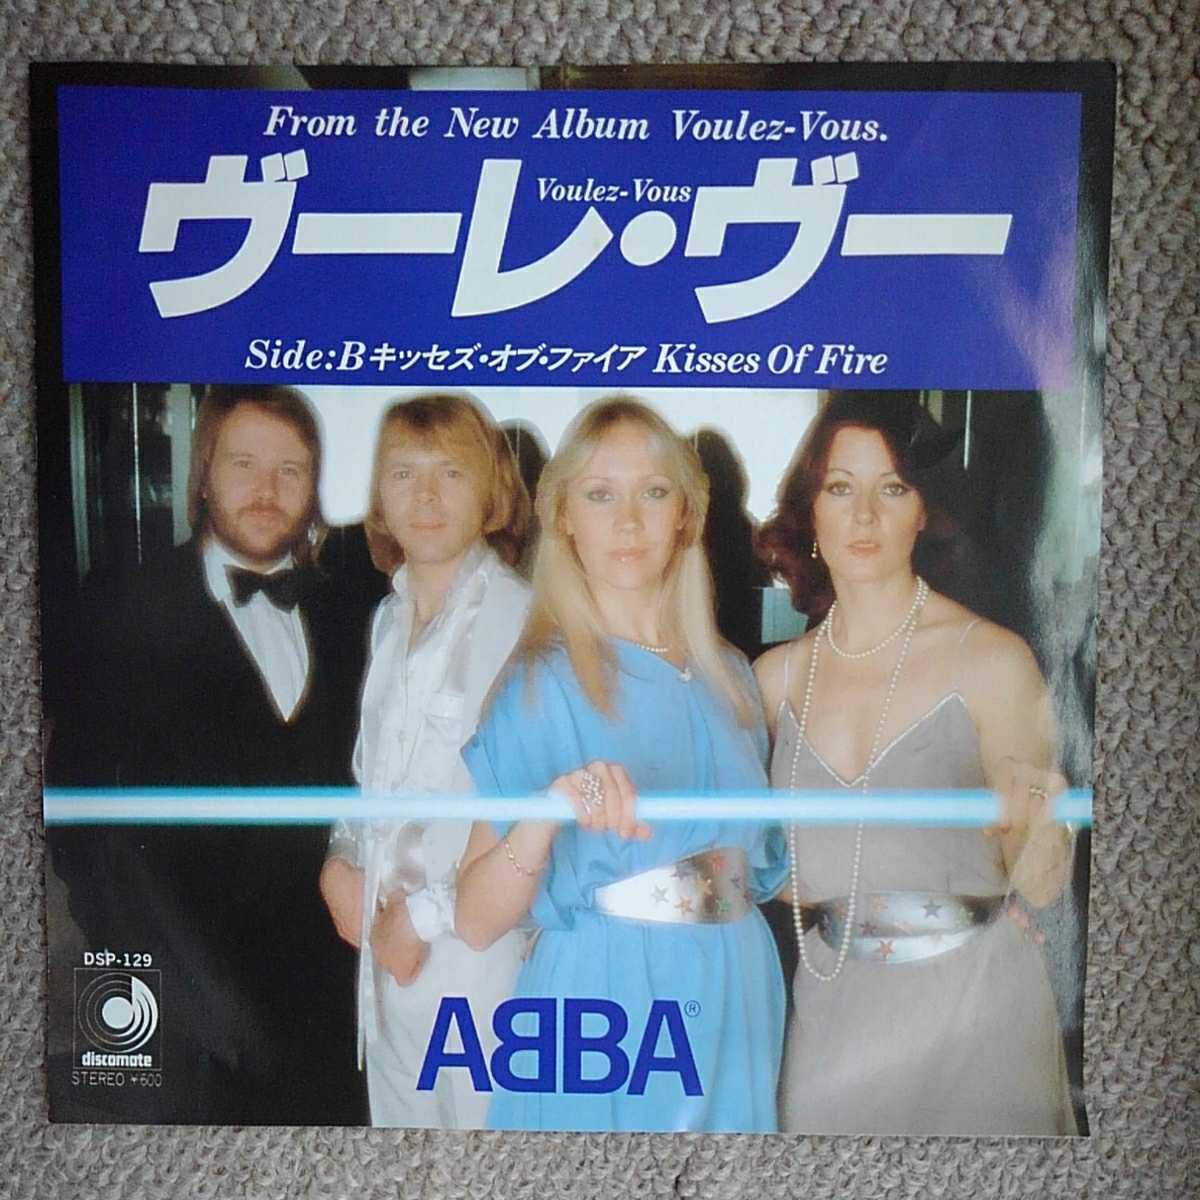 From the New Album Voulez-Vous.
Voulez-Vous
ヴーレ・ヴー
Side:B キッセズ・オブ・ファイア Kisses Of Fire
DSP-129
discomate
STEREO ¥600
ABBA®